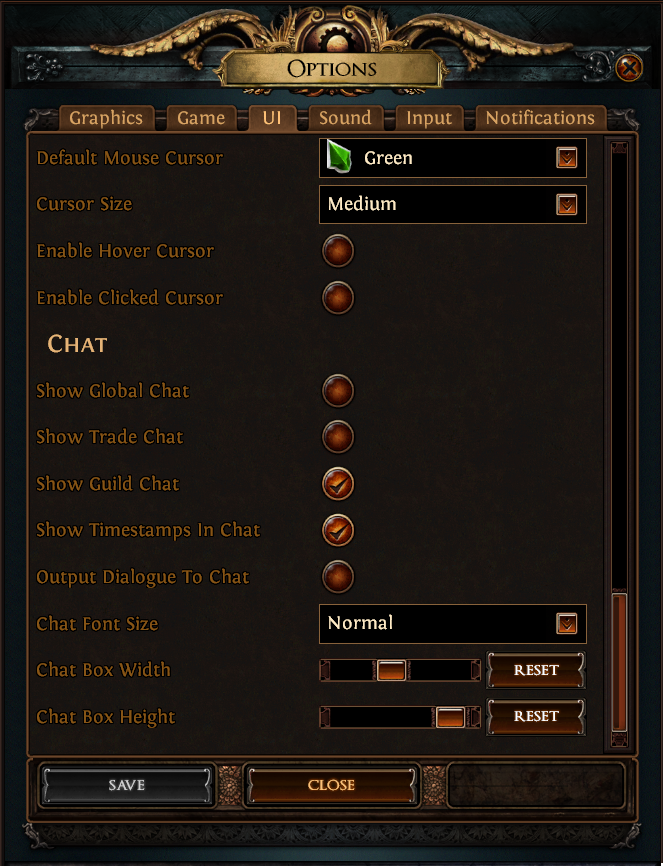 Options
Graphics Game UI Sound Input Notifications
Default Mouse Cursor Green
Cursor Size Medium
Enable Hover Cursor
Enable Clicked Cursor
Chat
Show Global Chat
Show Trade Chat
Show Guild Chat
Show Timestamps In Chat
Output Dialogue To Chat
Chat Font Size Normal
Chat Box Width RESET
Chat Box Height RESET
SAVE CLOSE